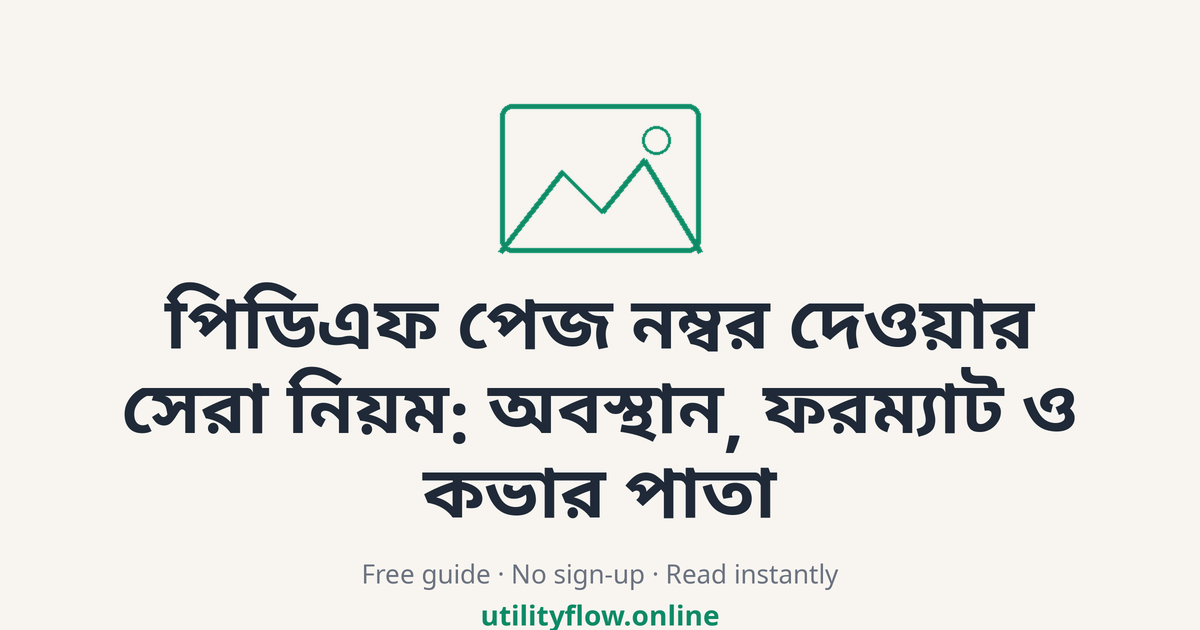 পিডিএফ পেজ নম্বর দেওয়ার
সেরা নিয়ম: অবস্থান, ফরম্যাট ও
কভার পাতা
Free guide · No sign-up · Read instantly
utilityflow.online